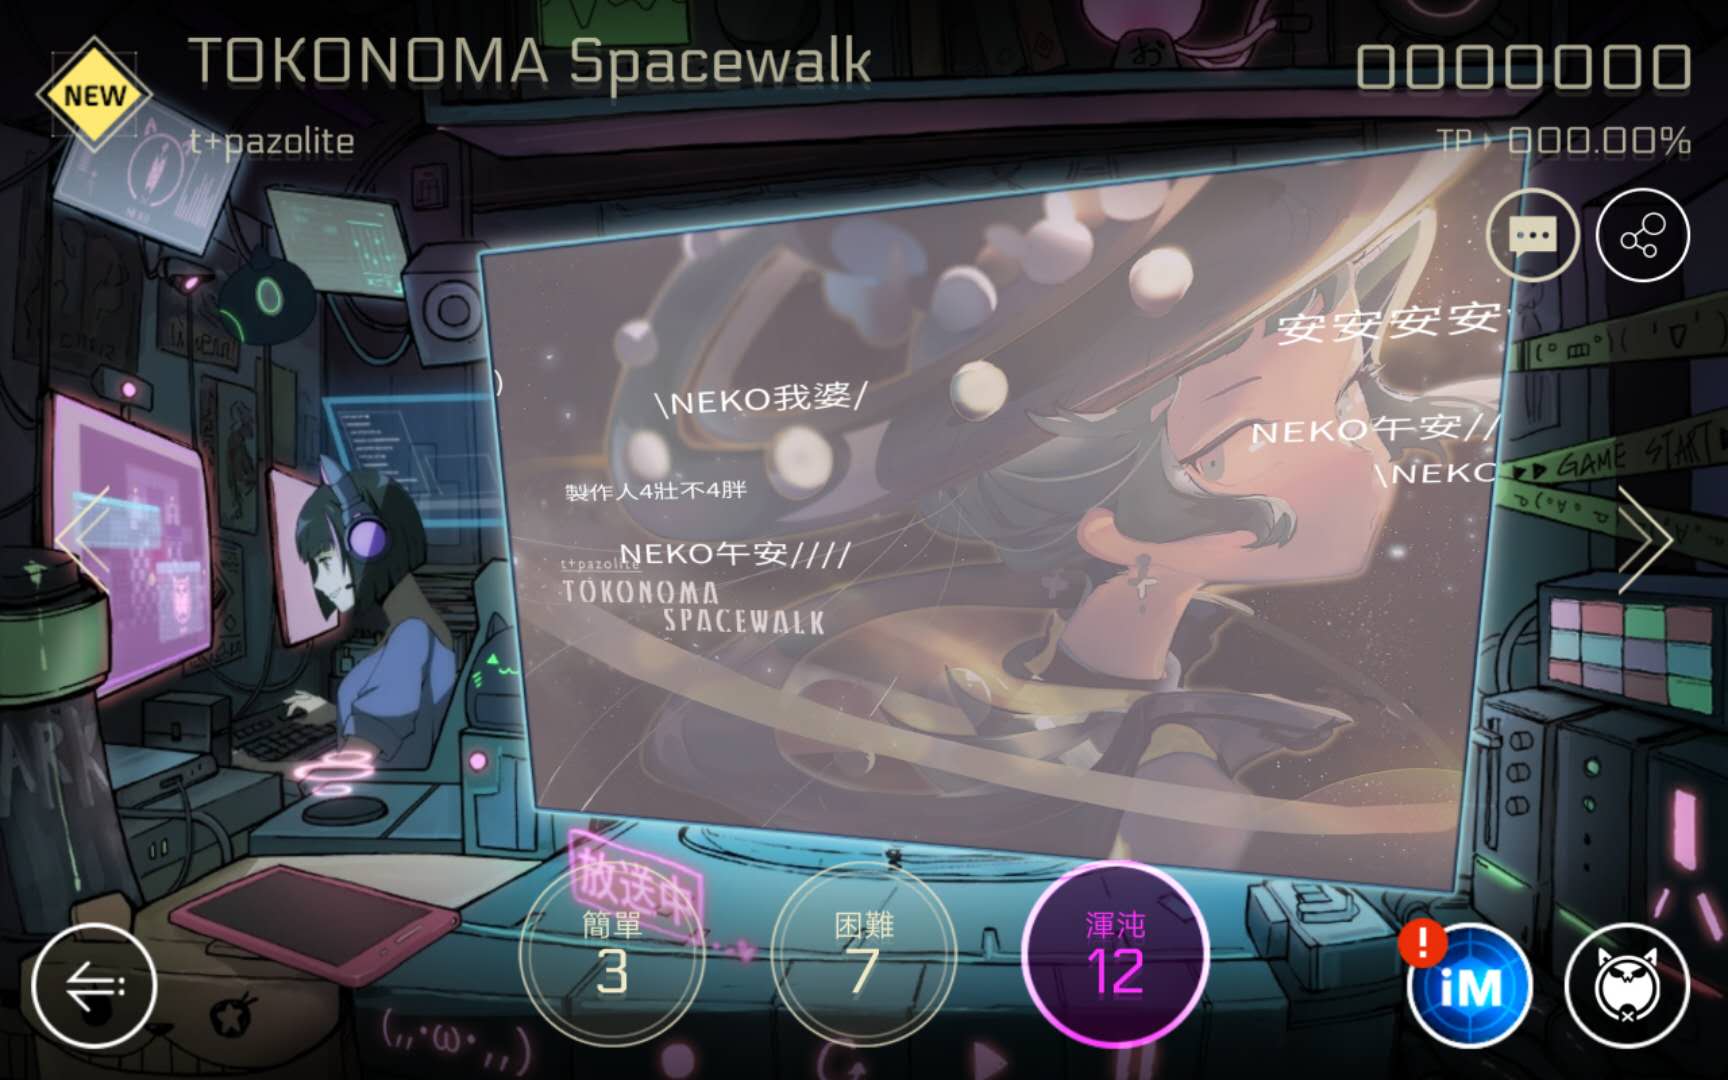 NEW
TOKONOMA Spacewalk
t+pazolite
0000000
TP 000.00%
お
安安安安
\NEKO我婆/
NEKO午安//
\NEKO
製作人4壯不4胖
NEKO午安////
t+pazolite
TOKONOMA
SPACEWALK
GAME START
放送中
簡單
3
困難
7
渾沌
12
(,,·ω·,,)
!
iM